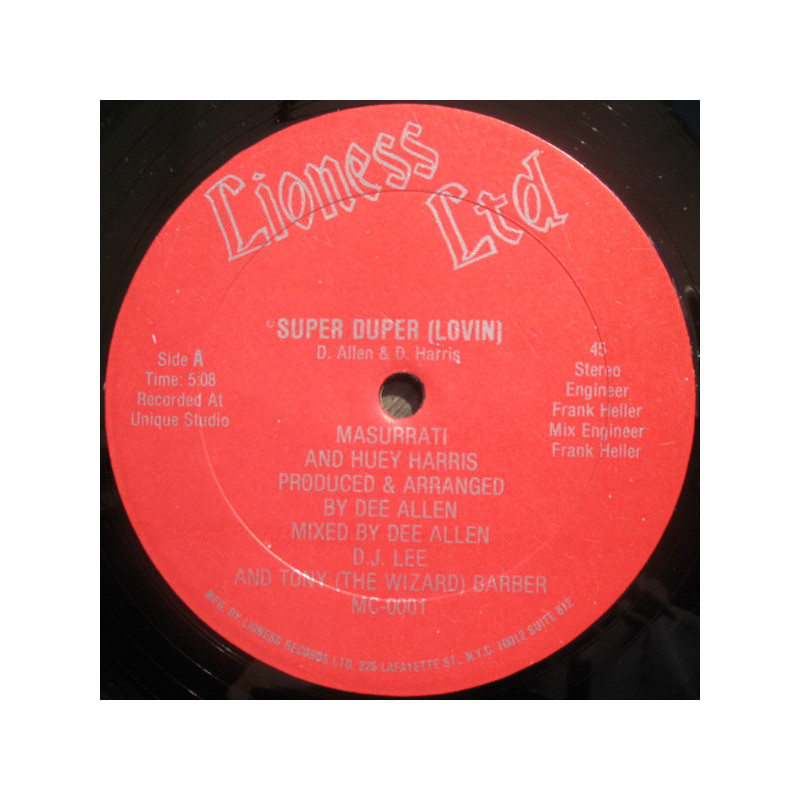 Lioness Ltd
SUPER DUPER (LOVIN)
D. Allen & D. Harris
Side A
Time: 5:08
Recorded At
Unique Studio
45
Stereo
Engineer
Frank Heller
Mix Engineer
Frank Heller
MASURRATI
AND HUEY HARRIS
PRODUCED & ARRANGED
BY DEE ALLEN
MIXED BY DEE ALLEN
D.J. LEE
AND TONY (THE WIZARD) BARBER
MC-0001
MFG. BY LIONESS RECORDS LTD. 225 LAFAYETTE ST., N.Y.C. 10012 SUITE 812